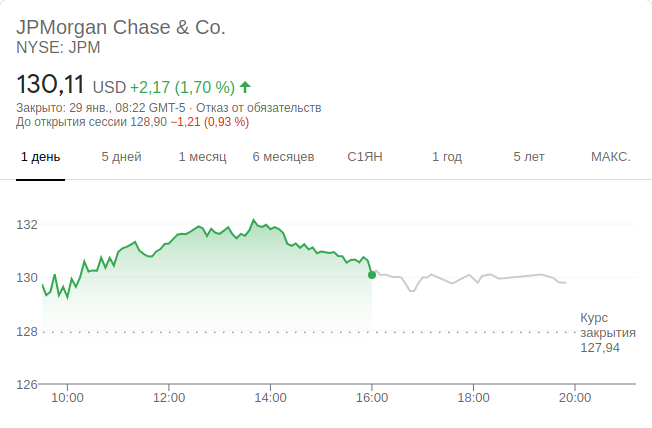 JPMorgan Chase & Co.
NYSE: JPM
130,11 USD +2,17 (1,70 %)
Закрыто: 29 янв., 08:22 GMT-5 · Отказ от обязательств
До открытия сессии 128,90 −1,21 (0,93 %)
1 день 5 дней 1 месяц 6 месяцев С1ЯН 1 год 5 лет МАКС.
132
130
128
126
Курс
закрытия
127,94
10:00 12:00 14:00 16:00 18:00 20:00